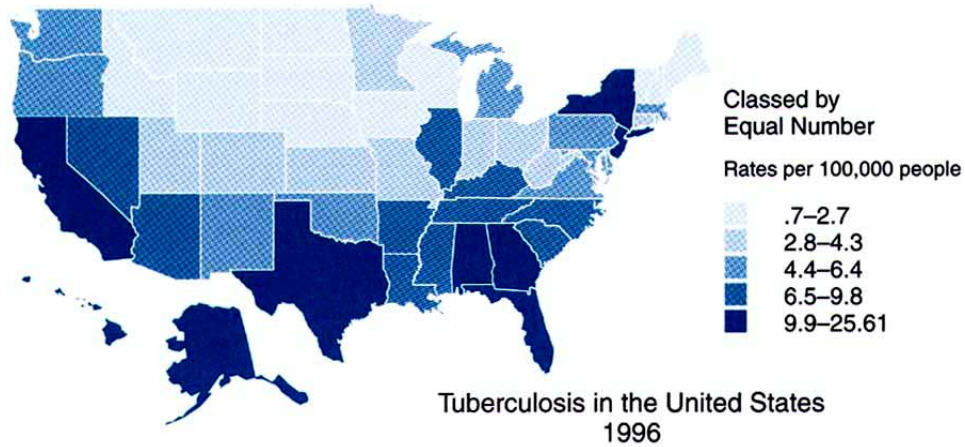 Classed by
Equal Number
Rates per 100,000 people
.7–2.7
2.8–4.3
4.4–6.4
6.5–9.8
9.9–25.61
Tuberculosis in the United States
1996